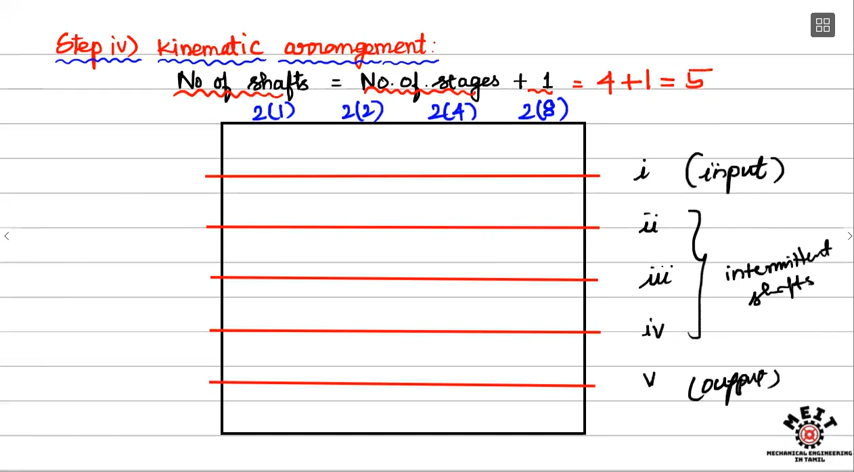 Step iv) Kinematic arrangement:
No of shafts = No. of. stages + 1 = 4 + 1 = 5
2(1) 2(2) 2(4) 2(8)
i (input)
ii
iii
intermittent
shafts
iv
v (output)
MEIT
MECHANICAL ENGINEERING
IN TAMIL